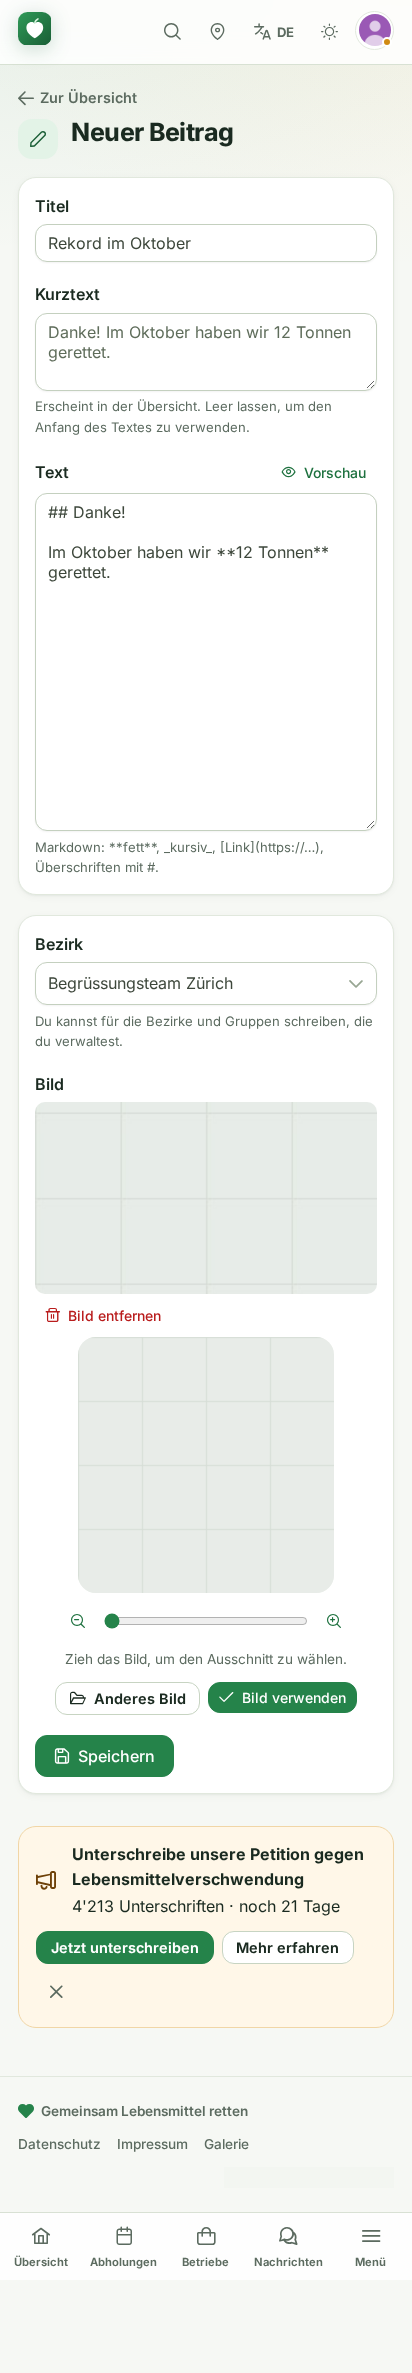 DE
Zur Übersicht
Neuer Beitrag
Titel
Rekord im Oktober
Kurztext
Danke! Im Oktober haben wir 12 Tonnen
gerettet.
Erscheint in der Übersicht. Leer lassen, um den
Anfang des Textes zu verwenden.
Text
Vorschau
## Danke!
Im Oktober haben wir **12 Tonnen**
gerettet.
Markdown: **fett**, _kursiv_, [Link](https://…),
Überschriften mit #.
Bezirk
Begrüssungsteam Zürich
Du kannst für die Bezirke und Gruppen schreiben, die
du verwaltest.
Bild
Bild entfernen
Zieh das Bild, um den Ausschnitt zu wählen.
Anderes Bild
Bild verwenden
Speichern
Unterschreibe unsere Petition gegen
Lebensmittelverschwendung
4'213 Unterschriften · noch 21 Tage
Jetzt unterschreiben
Mehr erfahren
Gemeinsam Lebensmittel retten
Datenschutz Impressum Galerie
Übersicht Abholungen Betriebe Nachrichten Menü